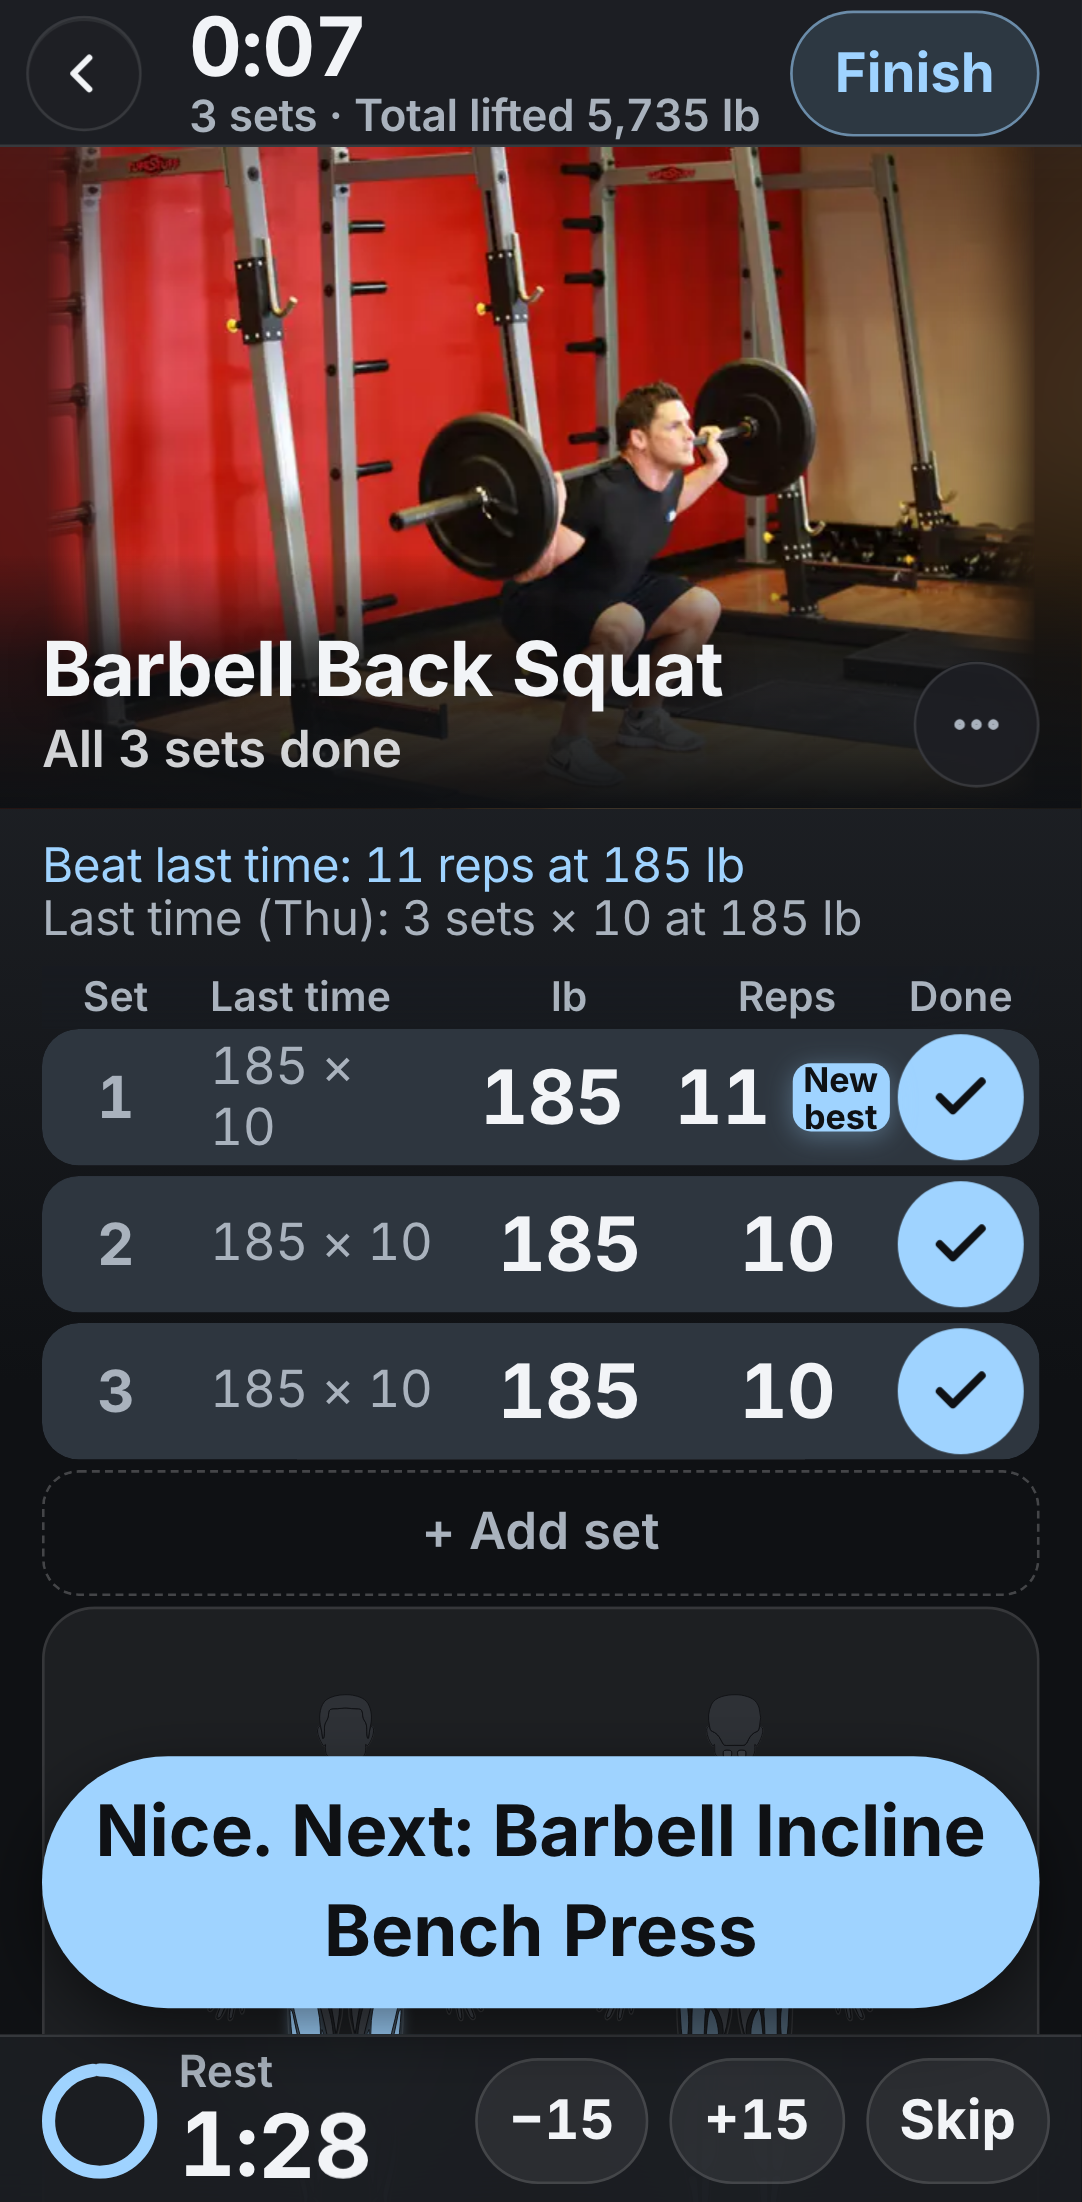 0:07
3 sets · Total lifted 5,735 lb
Finish
Barbell Back Squat
All 3 sets done
Beat last time: 11 reps at 185 lb
Last time (Thu): 3 sets × 10 at 185 lb
Set Last time lb Reps Done
1 185 × 10 185 11 New best
2 185 × 10 185 10
3 185 × 10 185 10
+ Add set
Nice. Next: Barbell Incline
Bench Press
Rest
1:28
−15 +15 Skip